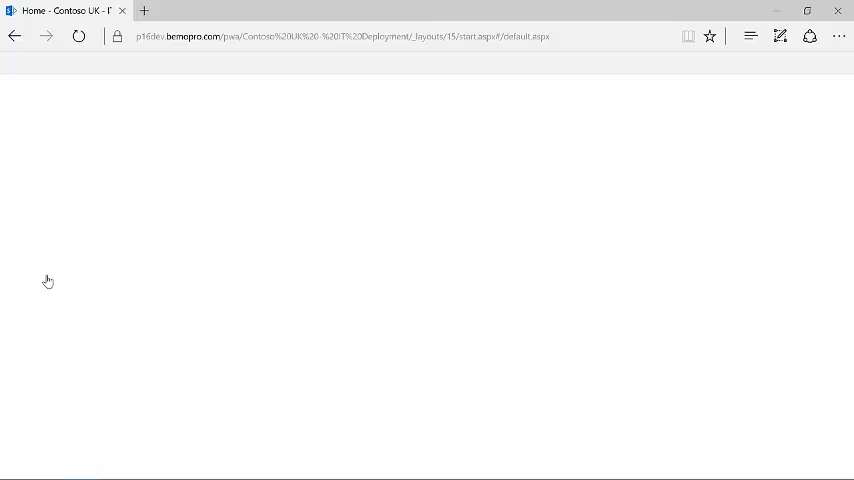 Home - Contoso UK - I
p16dev.bemopro.com/pwa/Contoso%20UK%20-%20IT%20Deployment/_layouts/15/start.aspx#/default.aspx